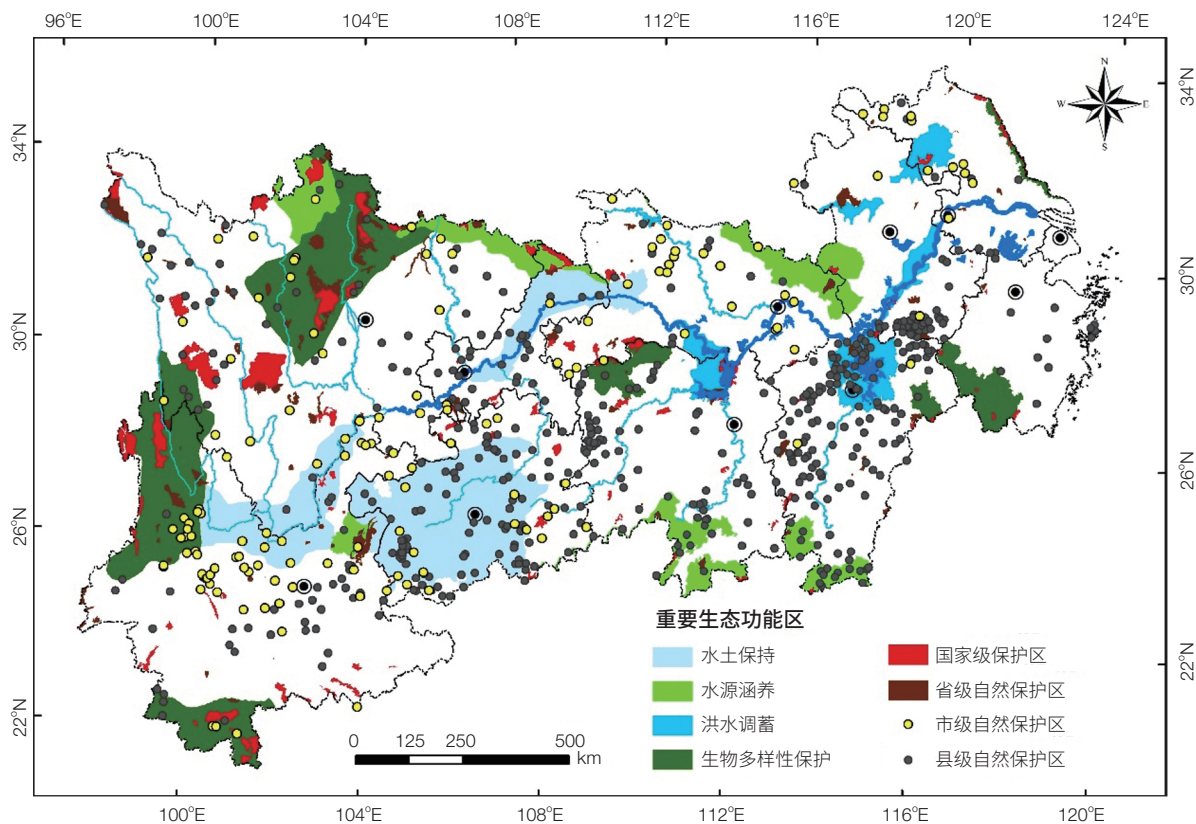 96°E 100°E 104°E 108°E 112°E 116°E 120°E 124°E
34°N
30°N
26°N
22°N
34°N
30°N
26°N
22°N
N
W E
S
重要生态功能区
水土保持 国家级保护区
水源涵养 省级自然保护区
洪水调蓄 市级自然保护区
生物多样性保护 县级自然保护区
0 125 250 500
km
100°E 104°E 108°E 112°E 116°E 120°E